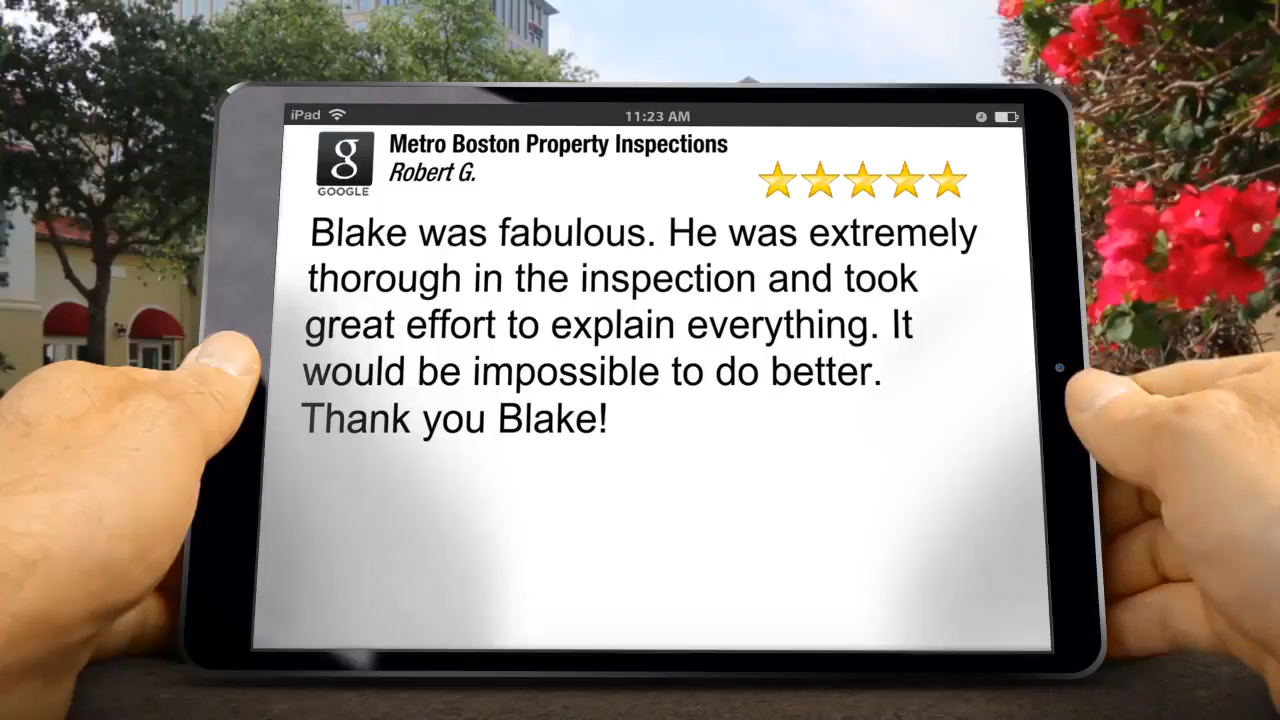 iPad 11:23 AM
g
GOOGLE
Metro Boston Property Inspections
Robert G.
Blake was fabulous. He was extremely
thorough in the inspection and took
great effort to explain everything. It
would be impossible to do better.
Thank you Blake!